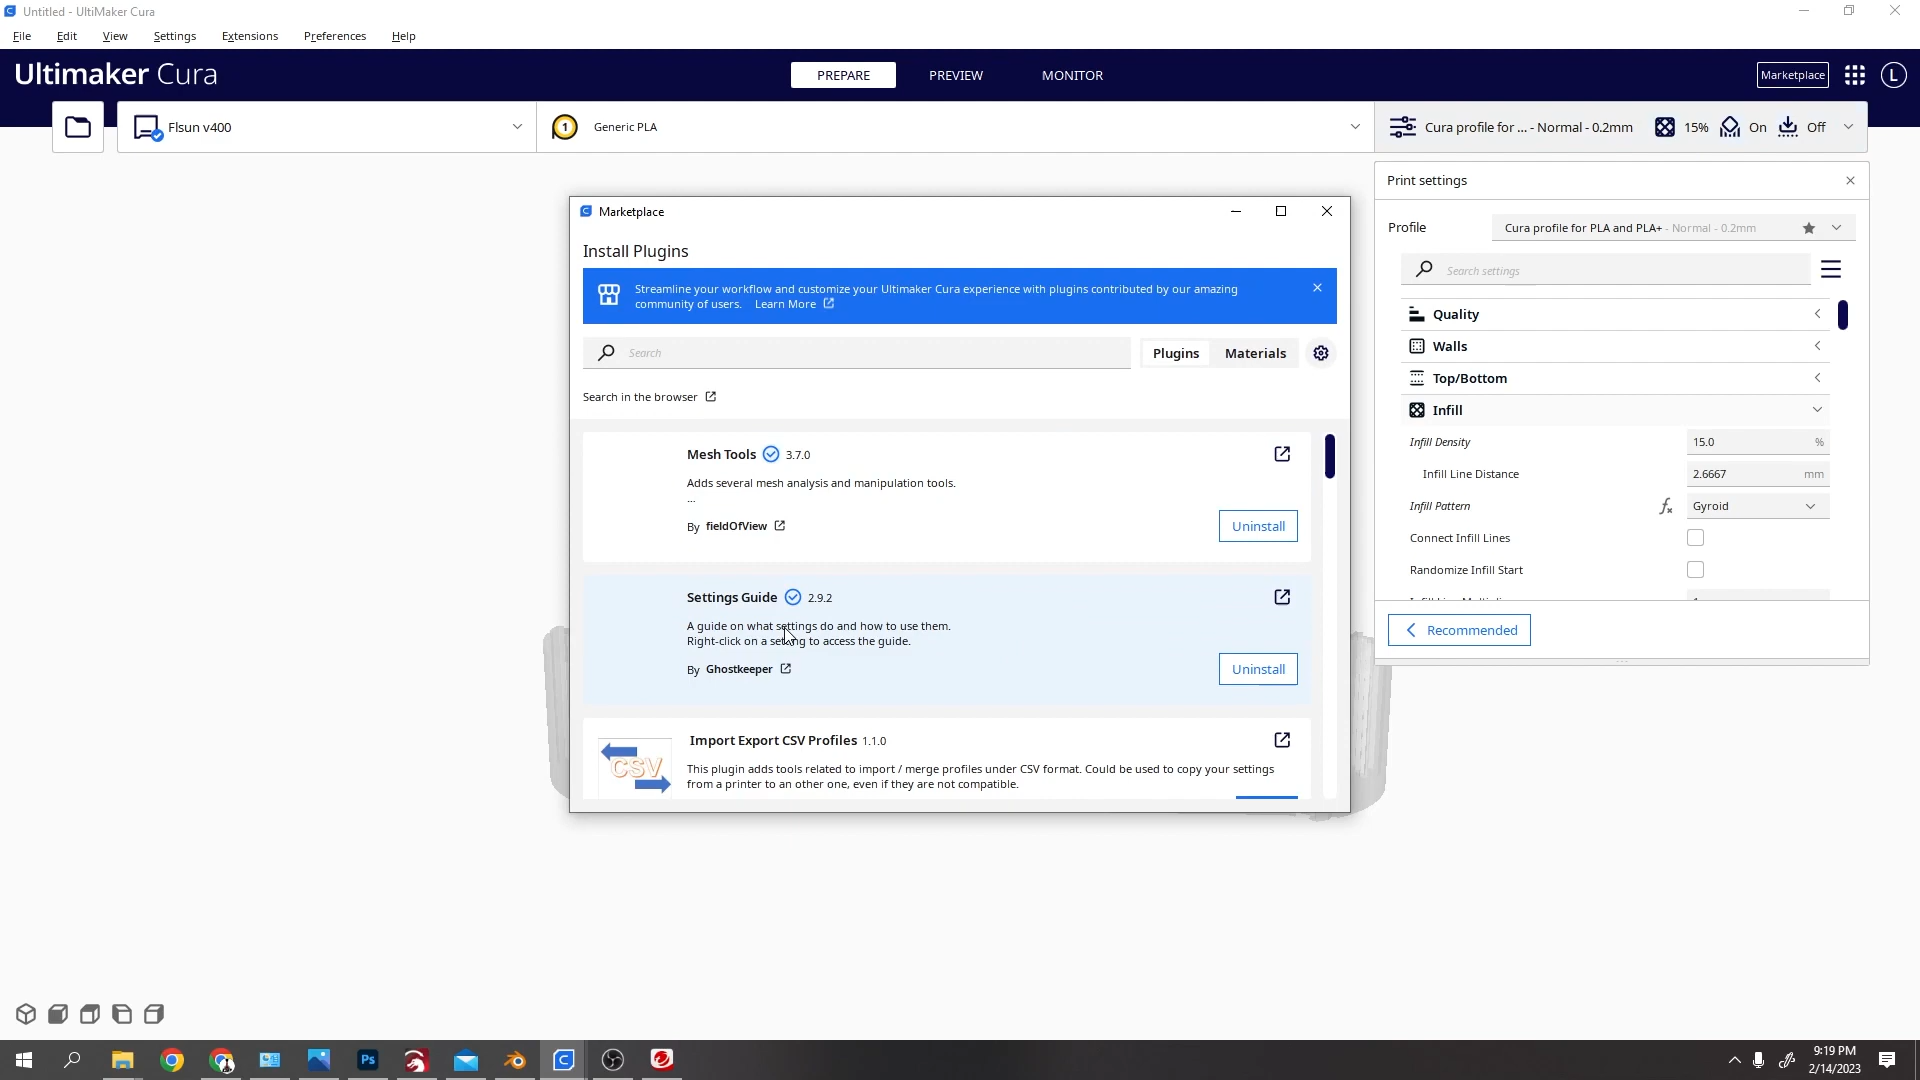 Untitled - UltiMaker Cura
File Edit View Settings Extensions Preferences Help
Ultimaker Cura
PREPARE PREVIEW MONITOR
Marketplace L
Flsun v400
1 Generic PLA
Cura profile for ... - Normal - 0.2mm 15% On Off
Marketplace
Install Plugins
Streamline your workflow and customize your Ultimaker Cura experience with plugins contributed by our amazing
community of users. Learn More
Search
Plugins Materials
Search in the browser
Mesh Tools 3.7.0
Adds several mesh analysis and manipulation tools.
...
By fieldOfView
Uninstall
Settings Guide 2.9.2
A guide on what settings do and how to use them.
Right-click on a setting to access the guide.
By Ghostkeeper
Uninstall
CSV
Import Export CSV Profiles 1.1.0
This plugin adds tools related to import / merge profiles under CSV format. Could be used to copy your settings
from a printer to an other one, even if they are not compatible.
Print settings
Profile Cura profile for PLA and PLA+ - Normal - 0.2mm
Search settings
Quality
Walls
Top/Bottom
Infill
Infill Density 15.0 %
Infill Line Distance 2.6667 mm
Infill Pattern fx Gyroid
Connect Infill Lines
Randomize Infill Start
Recommended
Ps
9:19 PM
2/14/2023